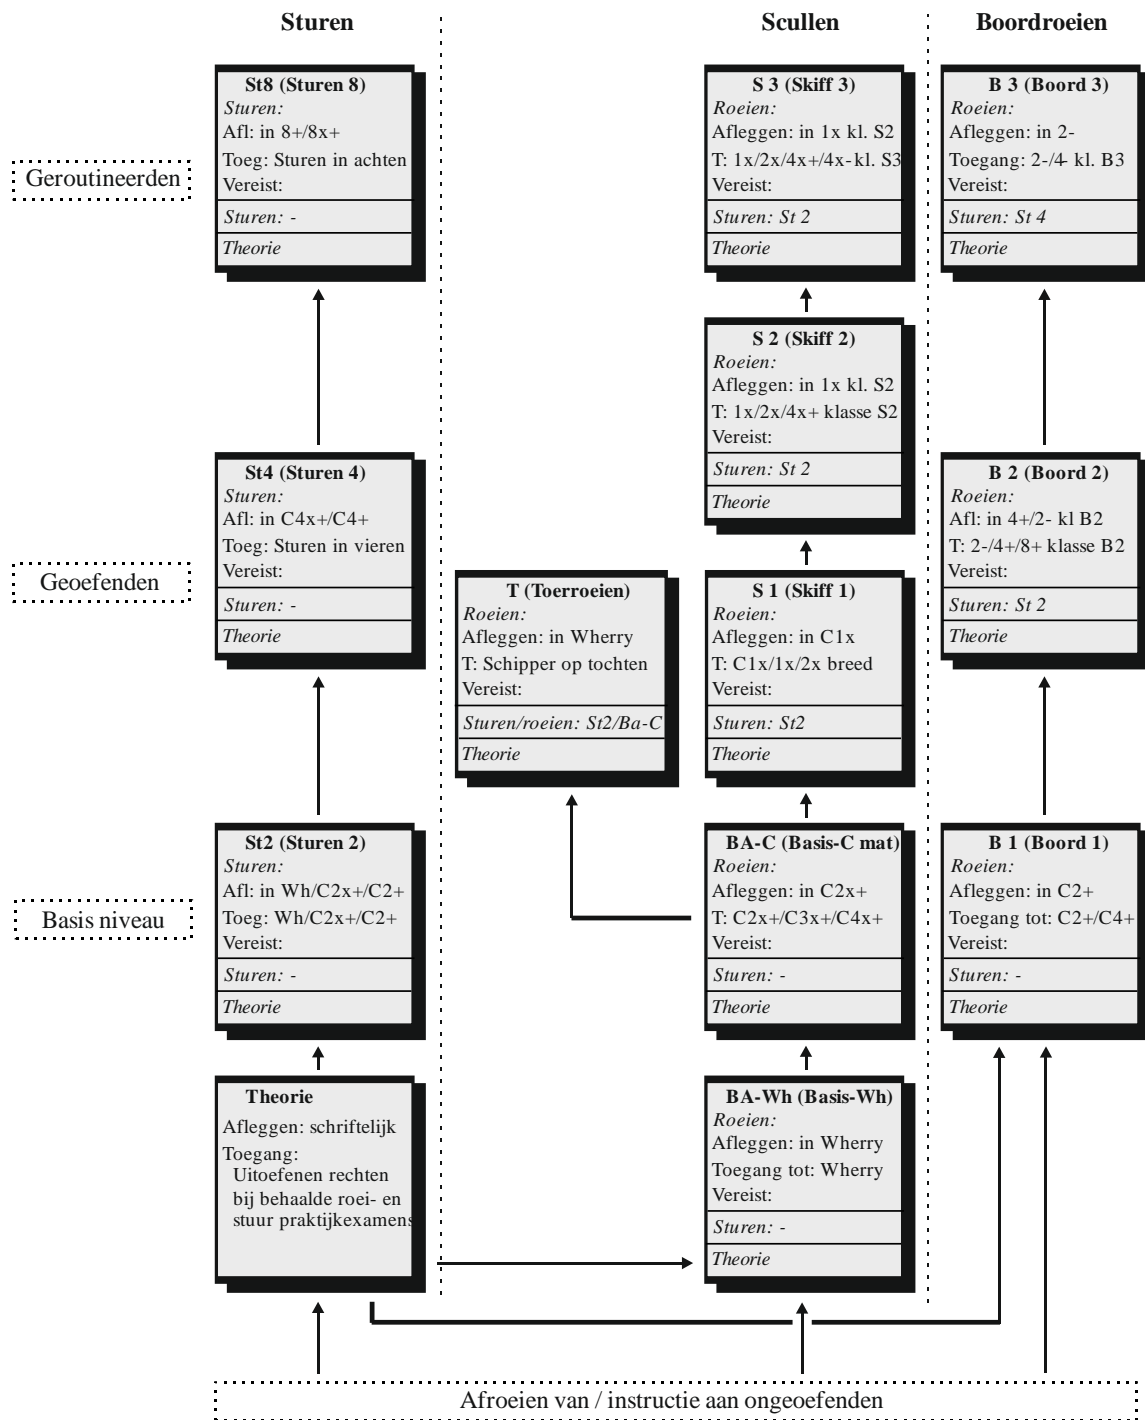 Sturen
Scullen
Boordroeien
Geroutineerden
St8 (Sturen 8)
Sturen:
Afl: in 8+/8x+
Toeg: Sturen in achten
Vereist:
Sturen: -
Theorie
S 3 (Skiff 3)
Roeien:
Afleggen: in 1x kl. S2
T: 1x/2x/4x+/4x- kl. S3
Vereist:
Sturen: St 2
Theorie
B 3 (Boord 3)
Roeien:
Afleggen: in 2-
Toegang: 2-/4- kl. B3
Vereist:
Sturen: St 4
Theorie
S 2 (Skiff 2)
Roeien:
Afleggen: in 1x kl. S2
T: 1x/2x/4x+ klasse S2
Vereist:
Sturen: St 2
Theorie
Geoefenden
St4 (Sturen 4)
Sturen:
Afl: in C4x+/C4+
Toeg: Sturen in vieren
Vereist:
Sturen: -
Theorie
B 2 (Boord 2)
Roeien:
Afl: in 4+/2- kl B2
T: 2-/4+/8+ klasse B2
Vereist:
Sturen: St 2
Theorie
T (Toerroeien)
Roeien:
Afleggen: in Wherry
T: Schipper op tochten
Vereist:
Sturen/roeien: St2/Ba-C
Theorie
S 1 (Skiff 1)
Roeien:
Afleggen: in C1x
T: C1x/1x/2x breed
Vereist:
Sturen: St2
Theorie
Basis niveau
St2 (Sturen 2)
Sturen:
Afl: in Wh/C2x+/C2+
Toeg: Wh/C2x+/C2+
Vereist:
Sturen: -
Theorie
BA-C (Basis-C mat)
Roeien:
Afleggen: in C2x+
T: C2x+/C3x+/C4x+
Vereist:
Sturen: -
Theorie
B 1 (Boord 1)
Roeien:
Afleggen: in C2+
Toegang tot: C2+/C4+
Vereist:
Sturen: -
Theorie
Theorie
Afleggen: schriftelijk
Toegang:
Uitoefenen rechten
bij behaalde roei- en
stuur praktijkexamens
BA-Wh (Basis-Wh)
Roeien:
Afleggen: in Wherry
Toegang tot: Wherry
Vereist:
Sturen: -
Theorie
Afroeien van / instructie aan ongeoefenden